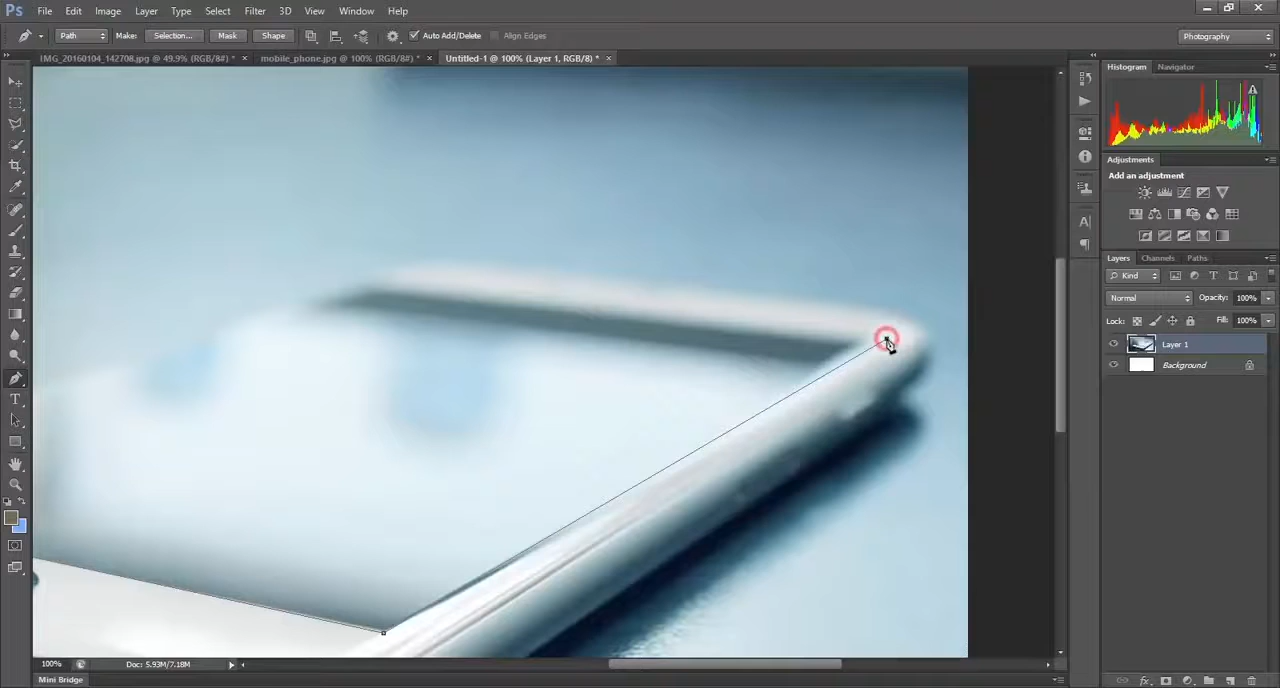 Ps File Edit Image Layer Type Select Filter 3D View Window Help
Path Make: Selection... Mask Shape Auto Add/Delete Align Edges Photography
IMG_20160104_142708.jpg @ 49.9% (RGB/8#) * × mobile_phone.jpg @ 100% (RGB/8#) * × Untitled-1 @ 100% (Layer 1, RGB/8) * ×
Histogram Navigator
Adjustments
Add an adjustment
Layers Channels Paths
Kind
Normal Opacity: 100%
Lock: Fill: 100%
Layer 1
Background
100% Doc: 5.93M/7.18M
Mini Bridge